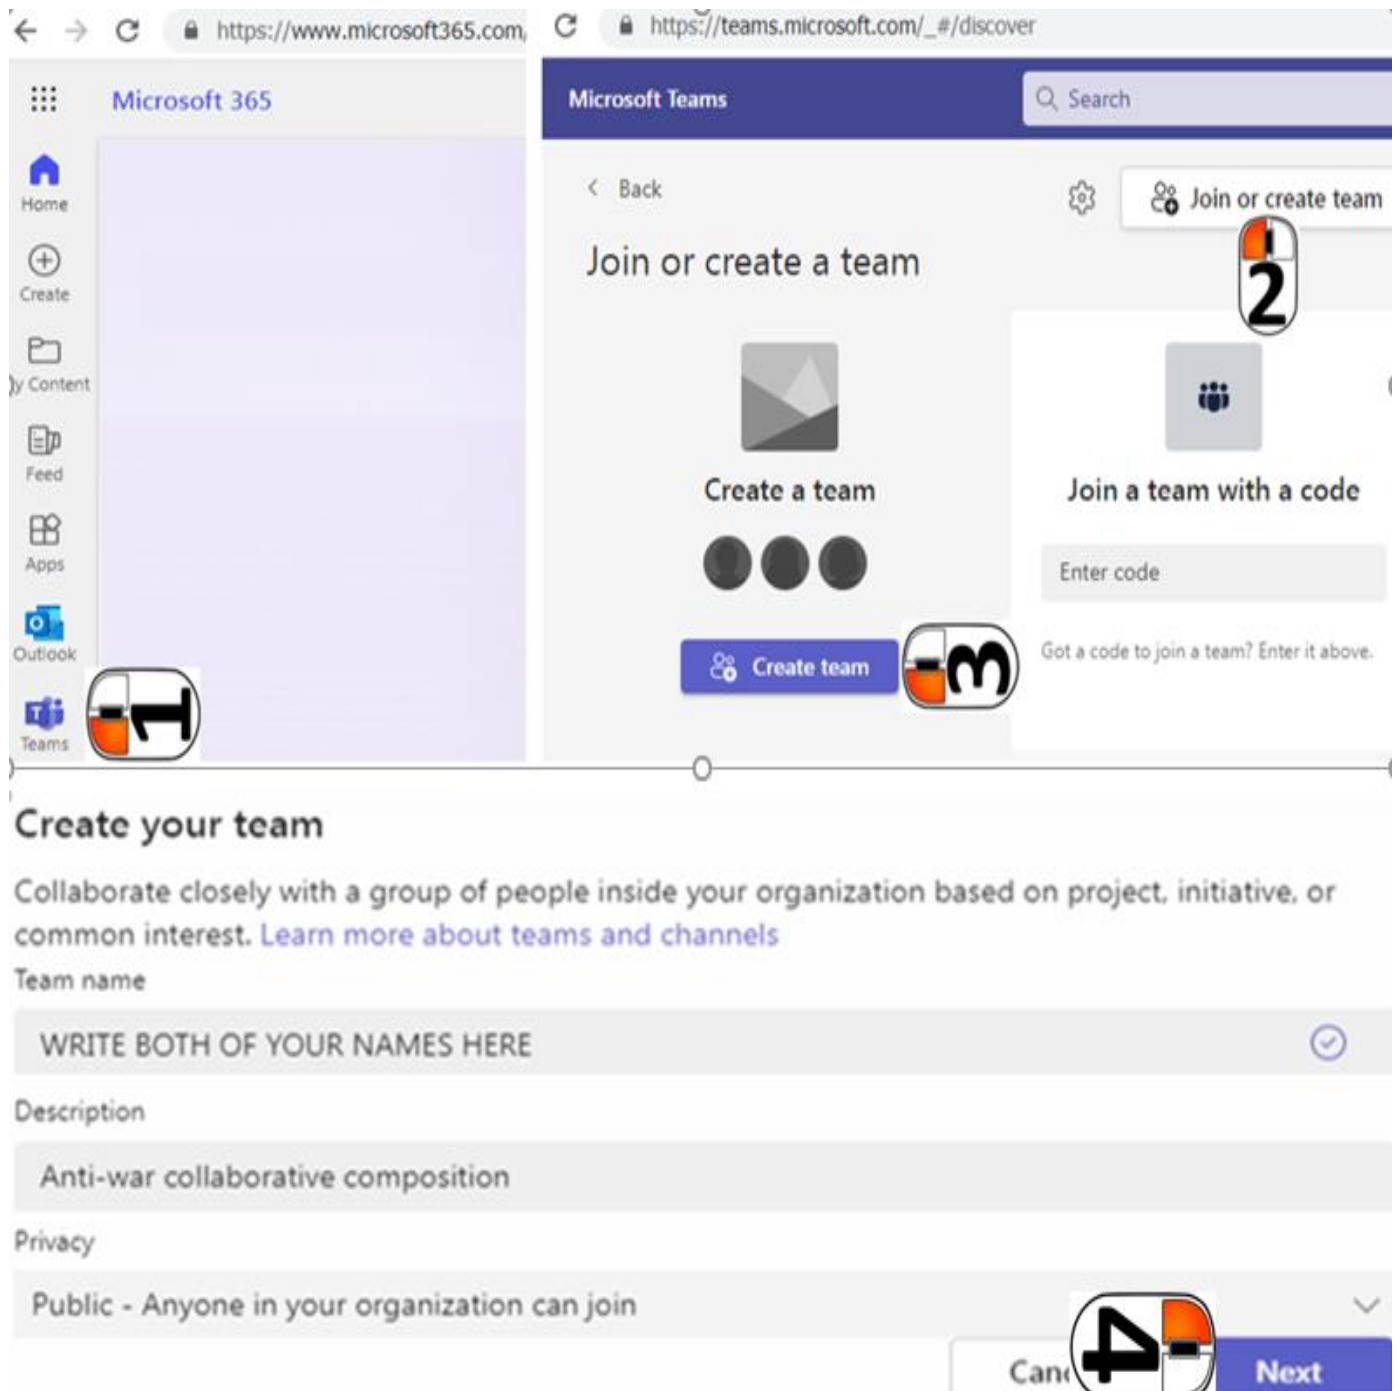 https://www.microsoft365.com
Microsoft 365
Home
Create
y Content
Feed
Apps
Outlook
Teams
1
https://teams.microsoft.com/_#/discover
Microsoft Teams
Search
Back
Join or create team
2
Join or create a team
Create a team
Create team
3
Join a team with a code
Enter code
Got a code to join a team? Enter it above.
Create your team
Collaborate closely with a group of people inside your organization based on project, initiative, or
common interest. Learn more about teams and channels
Team name
WRITE BOTH OF YOUR NAMES HERE
Description
Anti-war collaborative composition
Privacy
Public - Anyone in your organization can join
Canc
4
Next